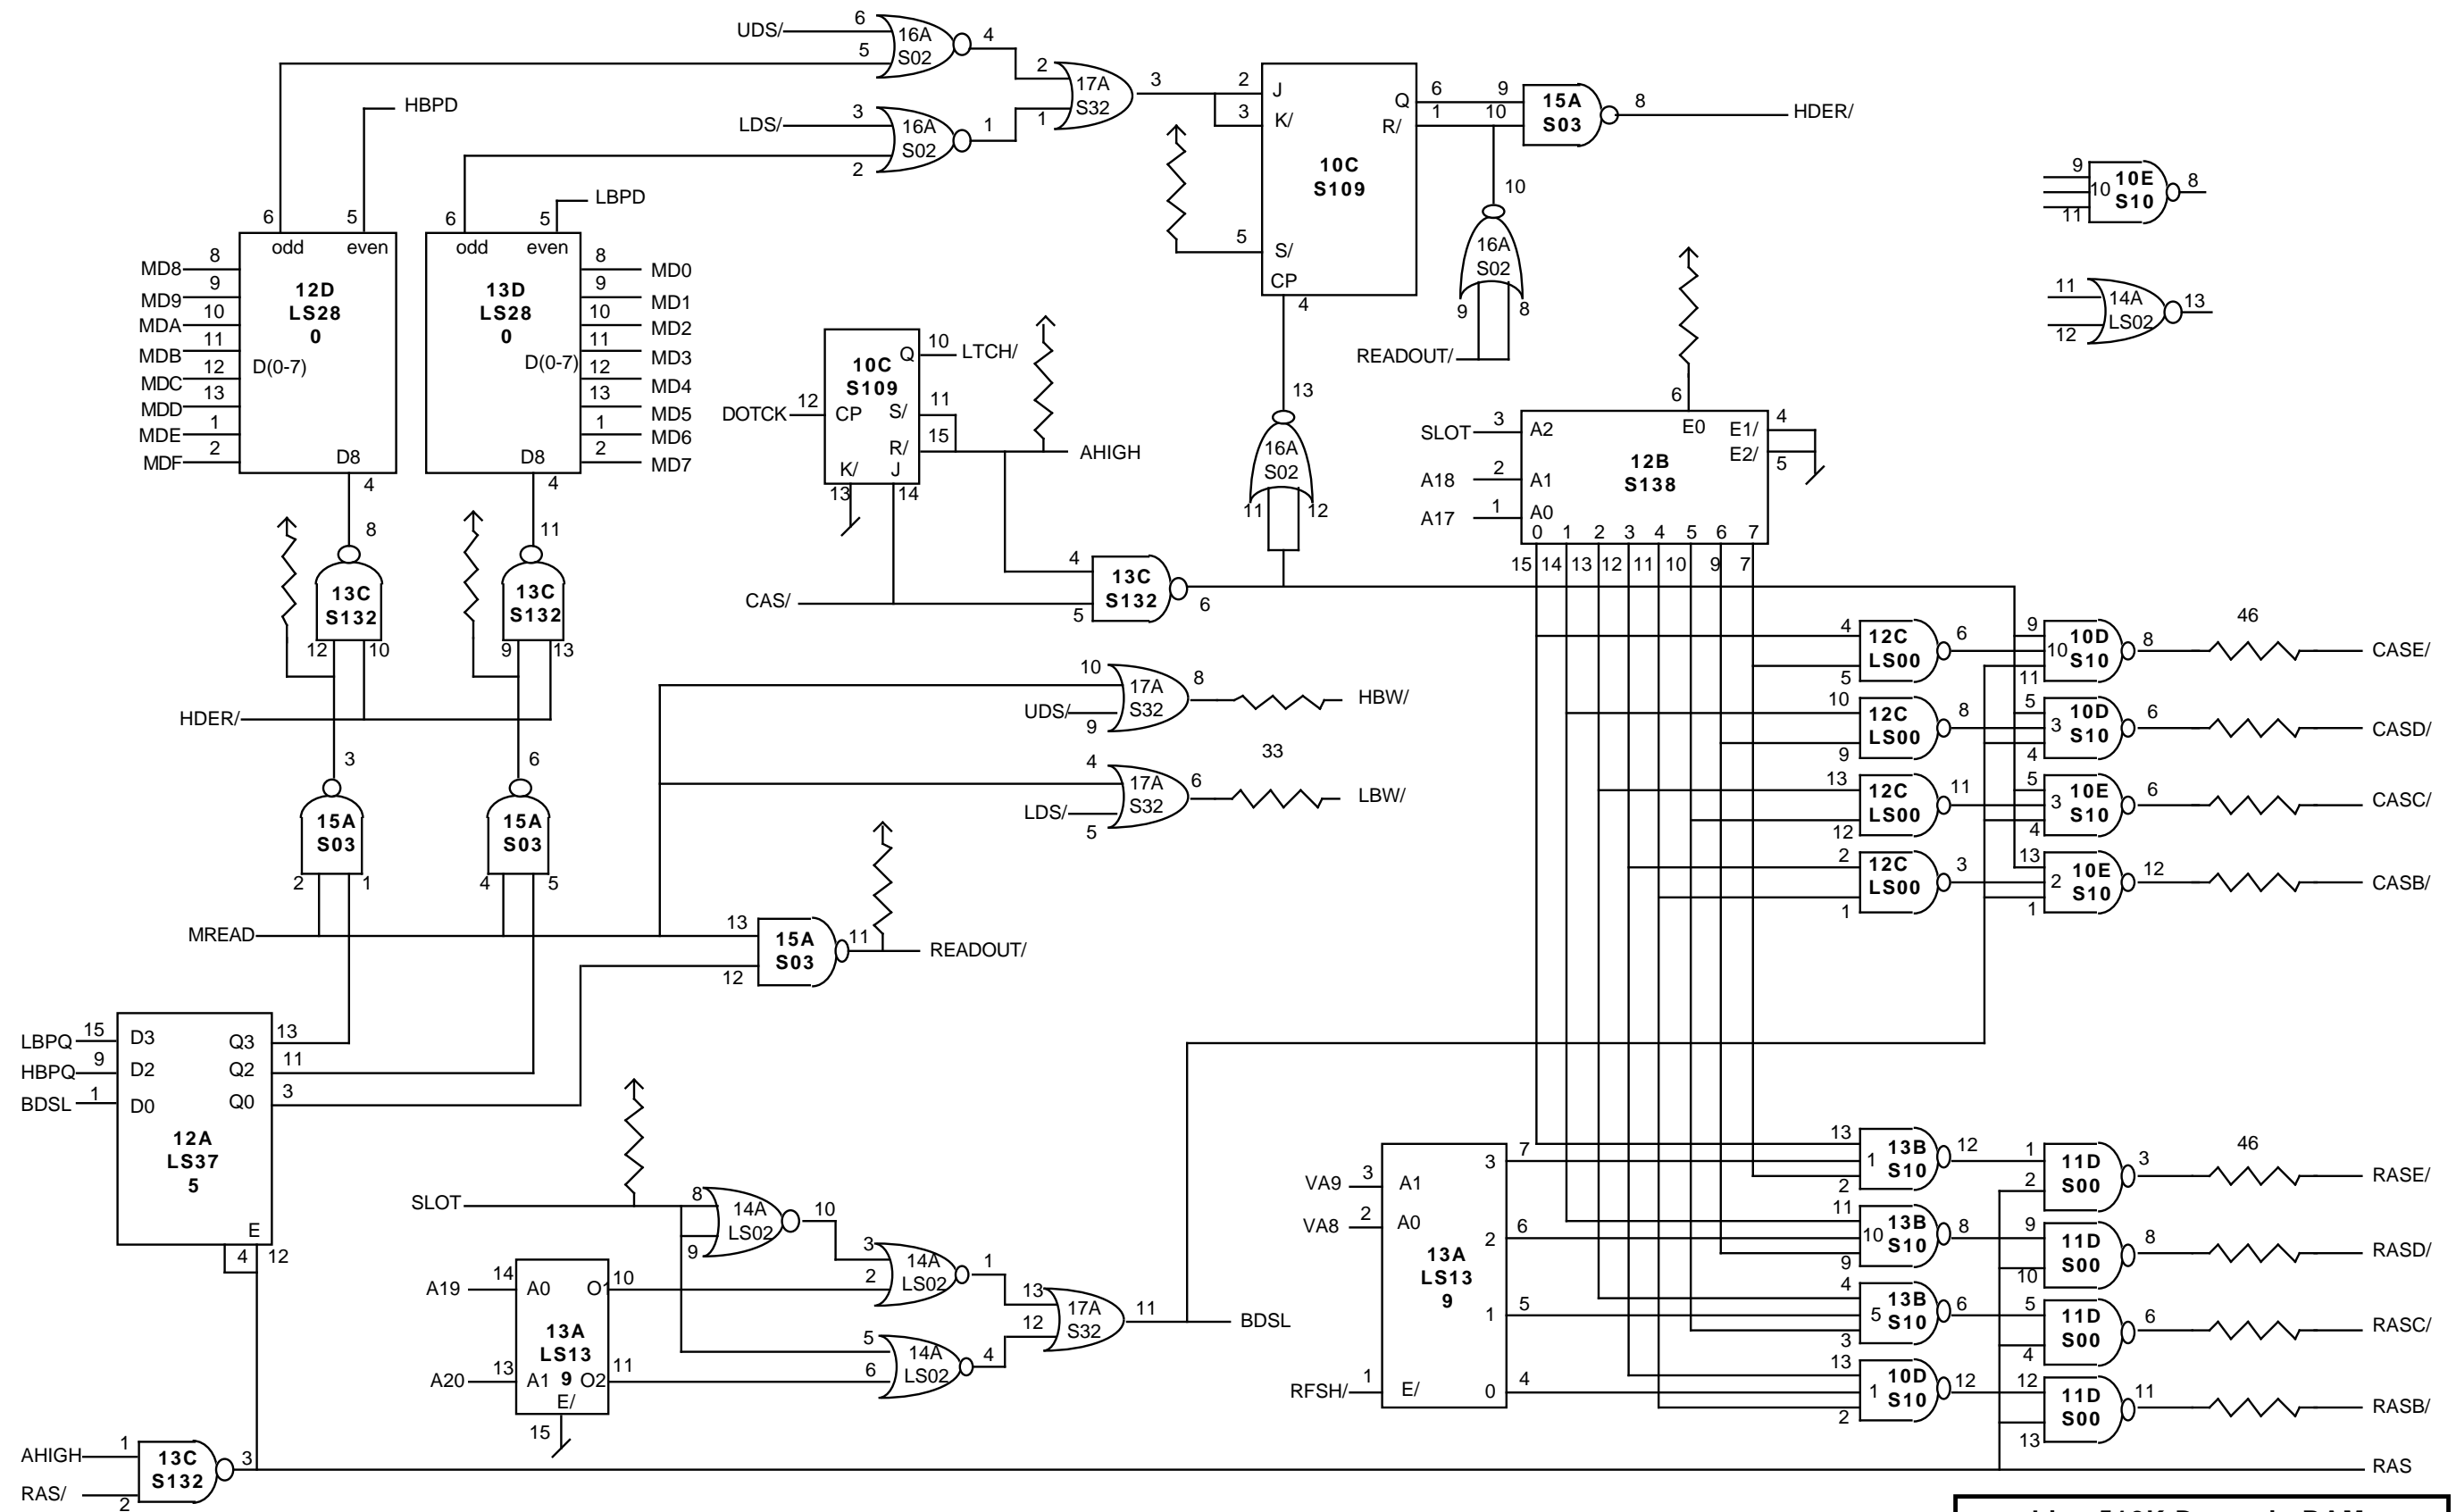 UDS/ 6 5 16A S02 4
LDS/ 3 2 16A S02 1
2 1 17A S32 3
2 J 3 K/ 5 S/ CP 4 10C S109 Q 6 R/ 1
9 10 15A S03 8 HDER/
10 16A S02 9 8 READOUT/
9 10 11 10E S10 8
11 12 14A LS02 13
HBPD
LBPD
6 5 odd even
MD8 8
MD9 9
MDA 10
MDB 11
MDC 12
MDD 13
MDE 1
MDF 2
12D LS28 0 D(0-7) D8 4
6 5 odd even
13D LS28 0 D(0-7) D8 4
8 MD0
9 MD1
10 MD2
11 MD3
12 MD4
13 MD5
1 MD6
2 MD7
DOTCK 12 CP 10C S109 Q 10 LTCH/
S/ 11 R/ 15 AHIGH
K/ J 13 14
13 16A S02 11 12
CAS/ 4 5 13C S132 6
SLOT 3 A2
A18 2 A1
A17 1 A0
6 E0 E1/ 4 E2/ 5
12B S138
0 1 2 3 4 5 6 7
15 14 13 12 11 10 9 7
8 13C S132 12 10
11 13C S132 9 13
HDER/
3 15A S03 2 1
6 15A S03 4 5
MREAD
10 UDS/ 9 17A S32 8 HBW/
33
4 LDS/ 5 17A S32 6 LBW/
13 12 15A S03 11 READOUT/
4 5 12C LS00 6 9 10 11 10D S10 8 46 CASE/
10 9 12C LS00 8 5 3 4 10D S10 6 CASD/
13 12 12C LS00 11 5 3 4 10E S10 6 CASC/
2 1 12C LS00 3 13 2 1 10E S10 12 CASB/
LBPQ 15 D3 Q3 13
HBPQ 9 D2 Q2 11
BDSL 1 D0 Q0 3
12A LS37 5 E 4 12
SLOT 8 9 14A LS02 10
3 2 14A LS02 1
5 6 14A LS02 4
A19 14 A0 O1 10
A20 13 A1 O2 11
13A LS13 9 E/ 15
13 12 17A S32 11 BDSL
VA9 3 A1
VA8 2 A0
RFSH/ 1 E/
13A LS13 9
3 7
2 6
1 5
0 4
13 1 2 13B S10 12 1 2 11D S00 3 46 RASE/
11 10 9 13B S10 8 9 10 11D S00 8 RASD/
4 5 3 13B S10 6 5 4 11D S00 6 RASC/
13 1 2 10D S10 12 12 13 11D S00 11 RASB/
AHIGH 1 RAS/ 2 13C S132 3 RAS